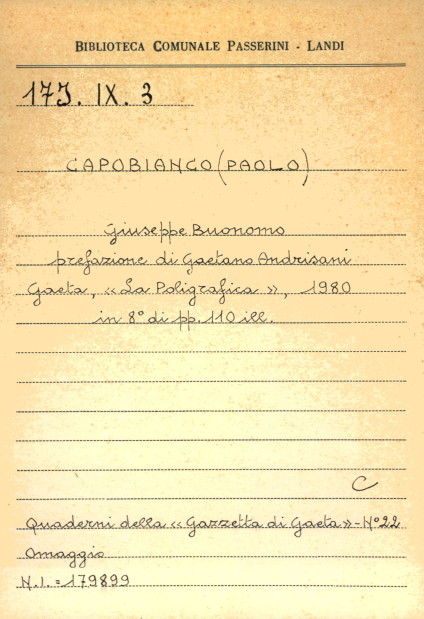 BIBLIOTECA COMUNALE PASSERINI - LANDI
17J. IX. 3
CAPOBIANCO (PAOLO)
Giuseppe Buonomo
prefazione di Gaetano Andrisani
Gaeta, « La Poligrafica », 1980
in 8° di pp. 110 ill.
C
Quaderni della « Gazzetta di Gaeta » - N° 22
Omaggio
N.I. = 179899